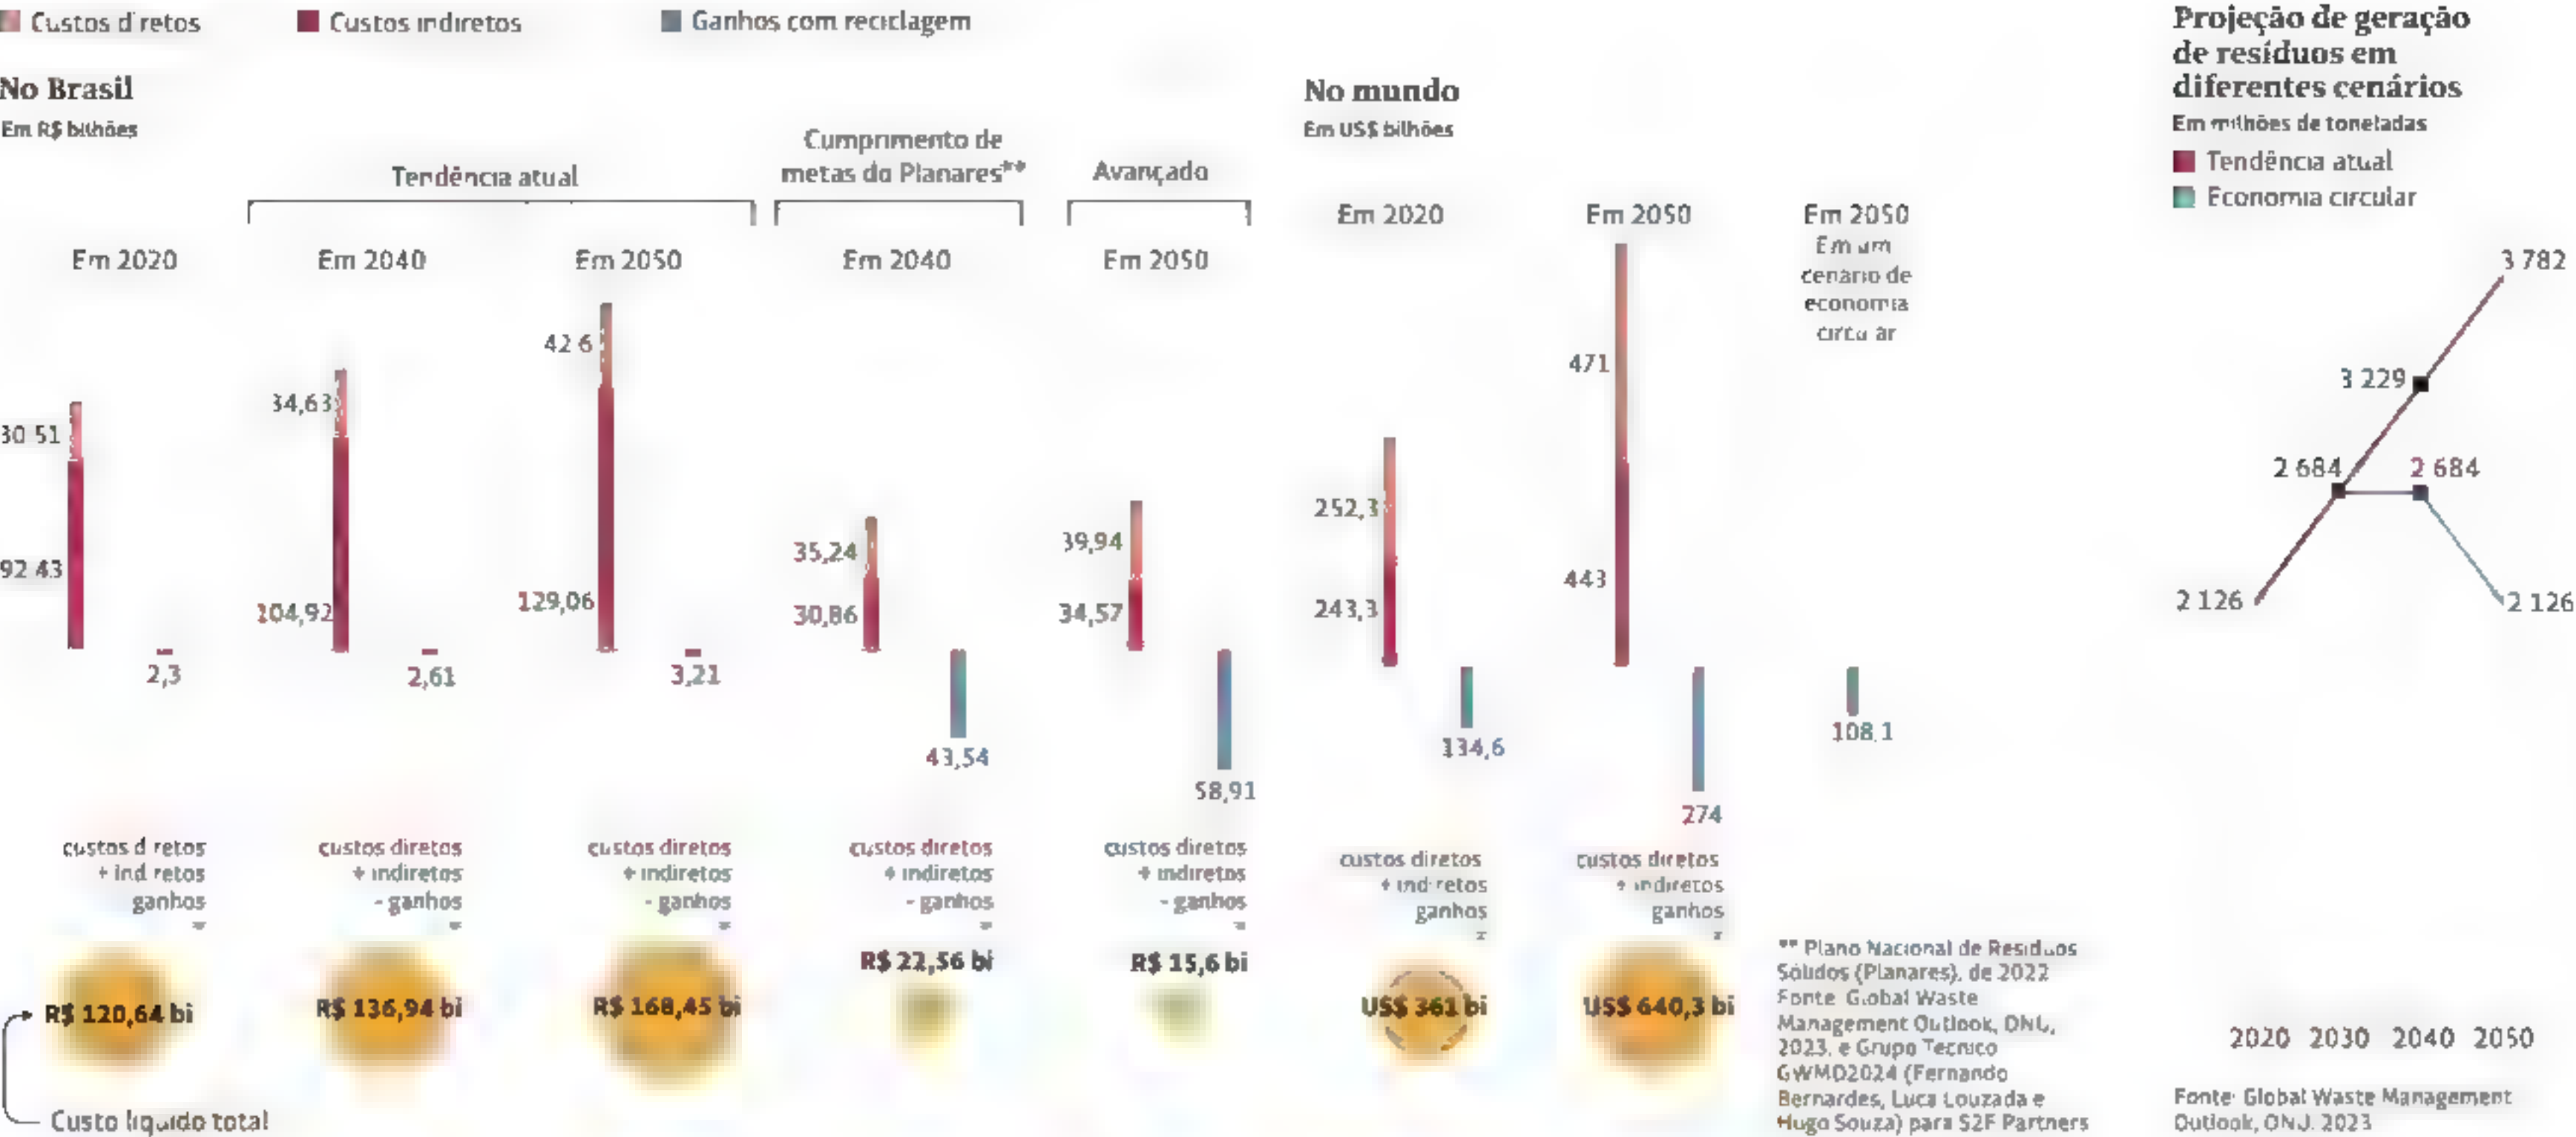 Custos diretos
Custos indiretos
Ganhos com reciclagem
No Brasil
Em R$ bilhões
Tendência atual
Cumprimento de
metas do Planares**
Avançado
Em 2020
Em 2040
Em 2050
Em 2040
Em 2050
30 51
92 43
2,3
34,63
104,92
2,61
42 6
129,06
3,21
35,24
30,86
43,54
39,94
34,57
58,91
custos diretos
+ indiretos
ganhos
R$ 120,64 bi
custos diretos
+ indiretos
- ganhos
R$ 136,94 bi
custos diretos
+ indiretos
- ganhos
R$ 168,45 bi
custos diretos
+ indiretos
- ganhos
R$ 22,56 bi
custos diretos
+ indiretos
- ganhos
R$ 15,6 bi
Custo líquido total
No mundo
Em US$ bilhões
Em 2020
Em 2050
Em 2050
Em um
cenário de
economia
circular
252,3
243,3
134,6
471
443
274
108,1
custos diretos
+ indiretos
ganhos
US$ 361 bi
custos diretos
+ indiretos
ganhos
US$ 640,3 bi
** Plano Nacional de Resíduos
Sólidos (Planares), de 2022
Fonte Global Waste
Management Outlook, ONU,
2023, e Grupo Técnico
GWMO2024 (Fernando
Bernardes, Luca Louzada e
Hugo Souza) para S2F Partners
Projeção de geração
de resíduos em
diferentes cenários
Em milhões de toneladas
Tendência atual
Economia circular
3 782
3 229
2 684
2 684
2 126
2 126
2020 2030 2040 2050
Fonte: Global Waste Management
Outlook, ONU. 2023